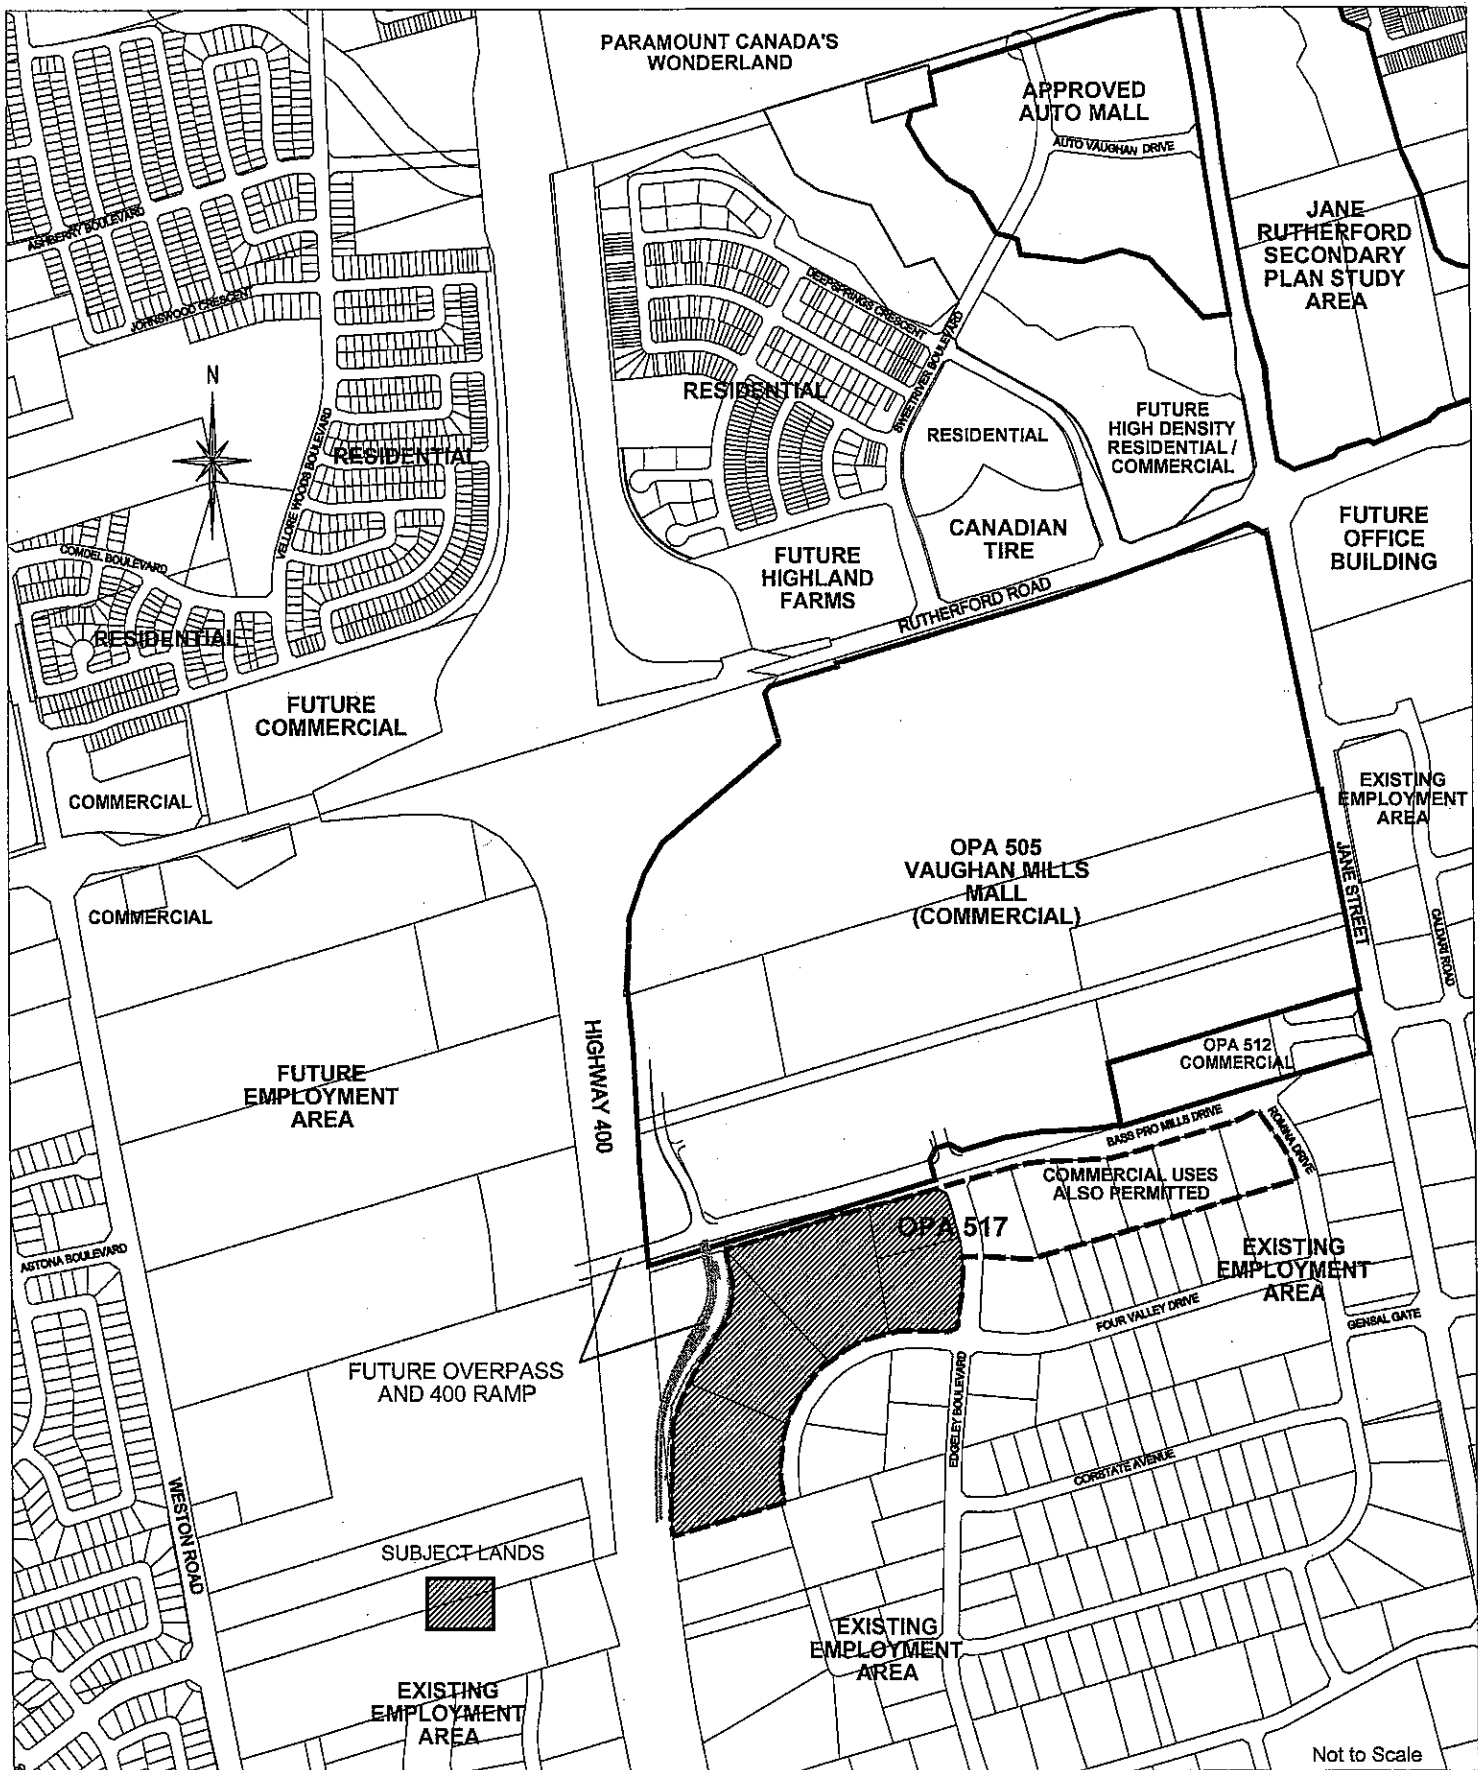 PARAMOUNT CANADA'S
WONDERLAND
APPROVED
AUTO MALL
AUTO VAUGHAN DRIVE
JANE
RUTHERFORD
SECONDARY
PLAN STUDY
AREA
ASHBERRY BOULEVARD
JOHNSWOOD CRESCENT
DEEPSPRINGS CRESCENT
SWEETRIVER BOULEVARD
N
RESIDENTIAL
RESIDENTIAL
FUTURE
HIGH DENSITY
RESIDENTIAL /
COMMERCIAL
VELLORE WOODS BOULEVARD
RESIDENTIAL
CANADIAN
TIRE
FUTURE
OFFICE
BUILDING
COMDEL BOULEVARD
FUTURE
HIGHLAND
FARMS
RUTHERFORD ROAD
RESIDENTIAL
FUTURE
COMMERCIAL
COMMERCIAL
EXISTING
EMPLOYMENT
AREA
OPA 505
VAUGHAN MILLS
MALL
(COMMERCIAL)
JANE STREET
CALDARI ROAD
COMMERCIAL
HIGHWAY 400
FUTURE
EMPLOYMENT
AREA
OPA 512
COMMERCIAL
BASS PRO MILLS DRIVE
ROMINA DRIVE
COMMERCIAL USES
ALSO PERMITTED
OPA 517
ASTONA BOULEVARD
EXISTING
EMPLOYMENT
AREA
FOUR VALLEY DRIVE
GENSAL GATE
FUTURE OVERPASS
AND 400 RAMP
EDGELEY BOULEVARD
CORSTATE AVENUE
WESTON ROAD
SUBJECT LANDS
EXISTING
EMPLOYMENT
AREA
EXISTING
EMPLOYMENT
AREA
Not to Scale